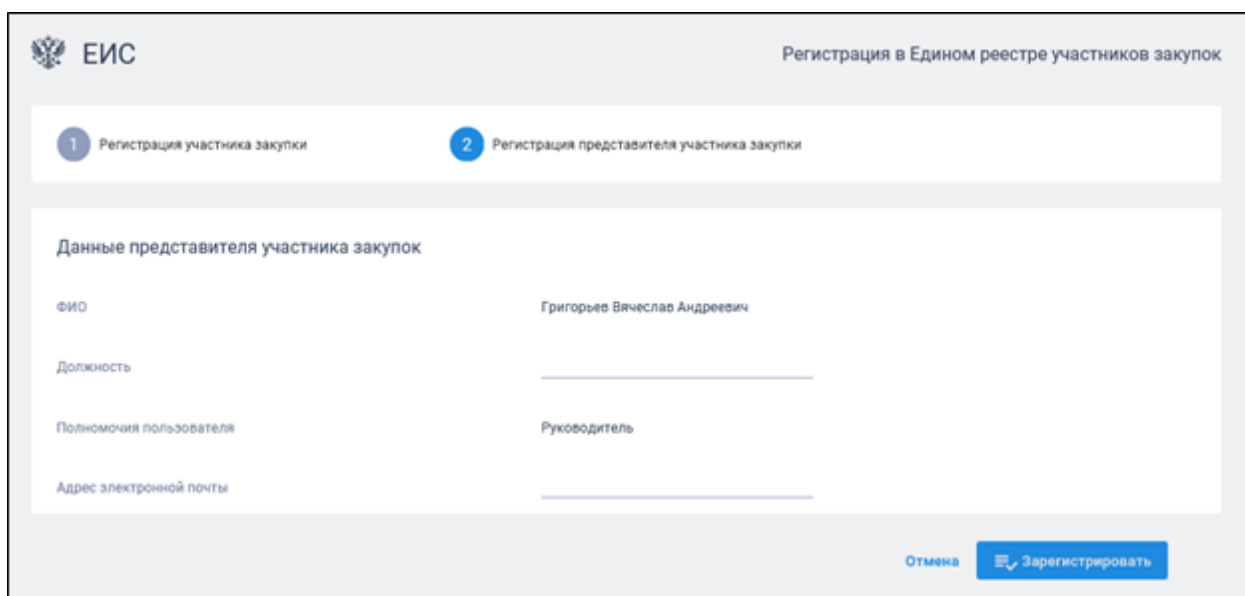 ЕИС
Регистрация в Едином реестре участников закупок
1 Регистрация участника закупки
2 Регистрация представителя участника закупки
Данные представителя участника закупок
ФИО Григорьев Вячеслав Андреевич
Должность
Полномочия пользователя Руководитель
Адрес электронной почты
Отмена Зарегистрировать